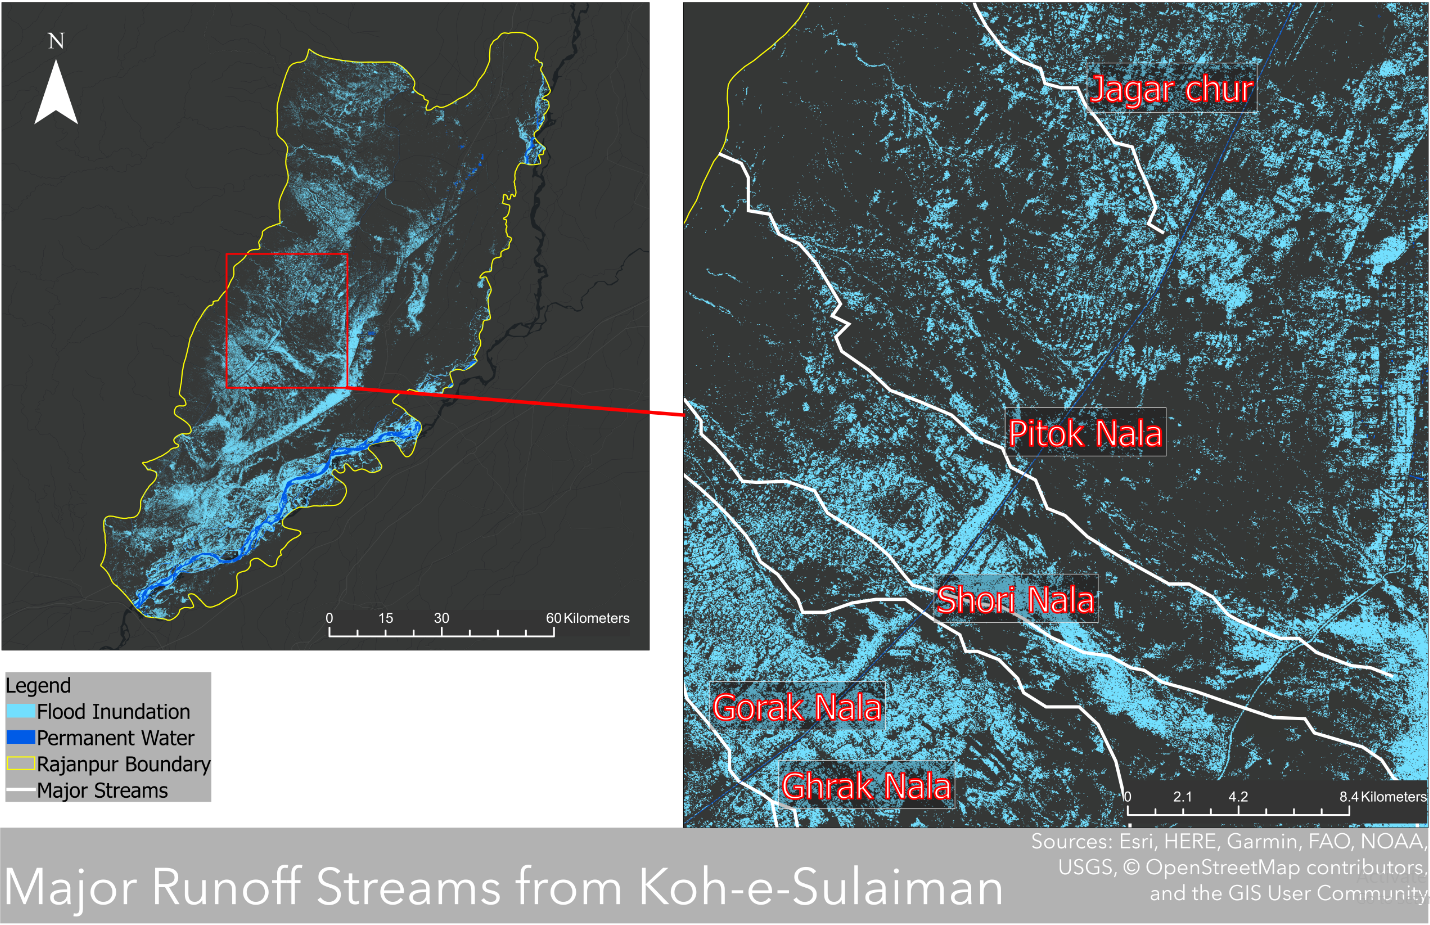 N
0 15 30 60 Kilometers
Legend
Flood Inundation
Permanent Water
Rajanpur Boundary
Major Streams
Jagar chur
Pitok Nala
Shori Nala
Gorak Nala
Ghrak Nala
0 2.1 4.2 8.4 Kilometers
Major Runoff Streams from Koh-e-Sulaiman
Sources: Esri, HERE, Garmin, FAO, NOAA,
USGS, © OpenStreetMap contributors,
and the GIS User Community